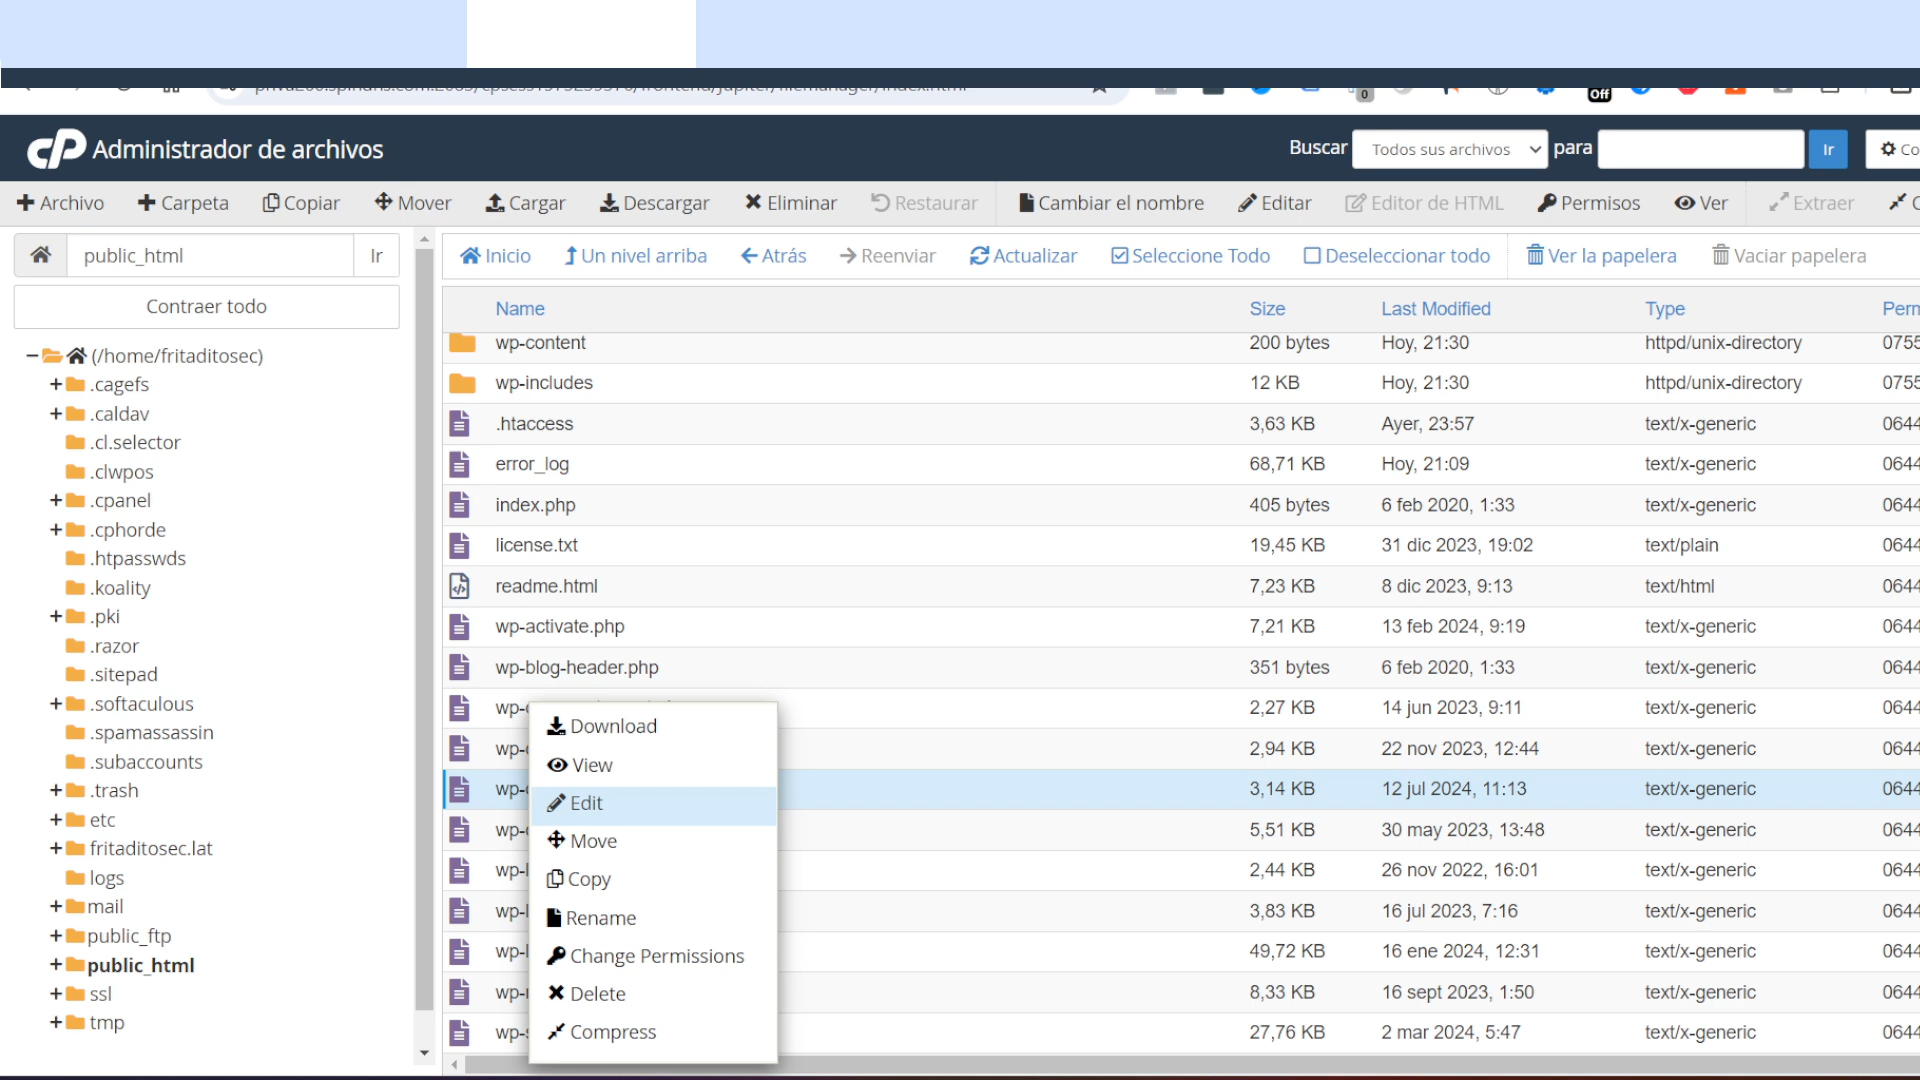 0
Off
cP Administrador de archivos
Buscar Todos sus archivos para Ir
Archivo Carpeta Copiar Mover Cargar Descargar Eliminar Restaurar Cambiar el nombre Editar Editor de HTML Permisos Ver Extraer
public_html Ir
Inicio Un nivel arriba Atrás Reenviar Actualizar Seleccione Todo Deseleccionar todo Ver la papelera Vaciar papelera
Contraer todo
(/home/fritaditosec)
.cagefs
.caldav
.cl.selector
.clwpos
.cpanel
.cphorde
.htpasswds
.koality
.pki
.razor
.sitepad
.softaculous
.spamassassin
.subaccounts
.trash
etc
fritaditosec.lat
logs
mail
public_ftp
public_html
ssl
tmp
Name Size Last Modified Type
wp-content 200 bytes Hoy, 21:30 httpd/unix-directory 0755
wp-includes 12 KB Hoy, 21:30 httpd/unix-directory 0755
.htaccess 3,63 KB Ayer, 23:57 text/x-generic 0644
error_log 68,71 KB Hoy, 21:09 text/x-generic 0644
index.php 405 bytes 6 feb 2020, 1:33 text/x-generic 0644
license.txt 19,45 KB 31 dic 2023, 19:02 text/plain 0644
readme.html 7,23 KB 8 dic 2023, 9:13 text/html 0644
wp-activate.php 7,21 KB 13 feb 2024, 9:19 text/x-generic 0644
wp-blog-header.php 351 bytes 6 feb 2020, 1:33 text/x-generic 0644
2,27 KB 14 jun 2023, 9:11 text/x-generic 0644
2,94 KB 22 nov 2023, 12:44 text/x-generic 0644
3,14 KB 12 jul 2024, 11:13 text/x-generic 0644
5,51 KB 30 may 2023, 13:48 text/x-generic 0644
2,44 KB 26 nov 2022, 16:01 text/x-generic 0644
3,83 KB 16 jul 2023, 7:16 text/x-generic 0644
49,72 KB 16 ene 2024, 12:31 text/x-generic 0644
8,33 KB 16 sept 2023, 1:50 text/x-generic 0644
27,76 KB 2 mar 2024, 5:47 text/x-generic 0644
Download
View
Edit
Move
Copy
Rename
Change Permissions
Delete
Compress